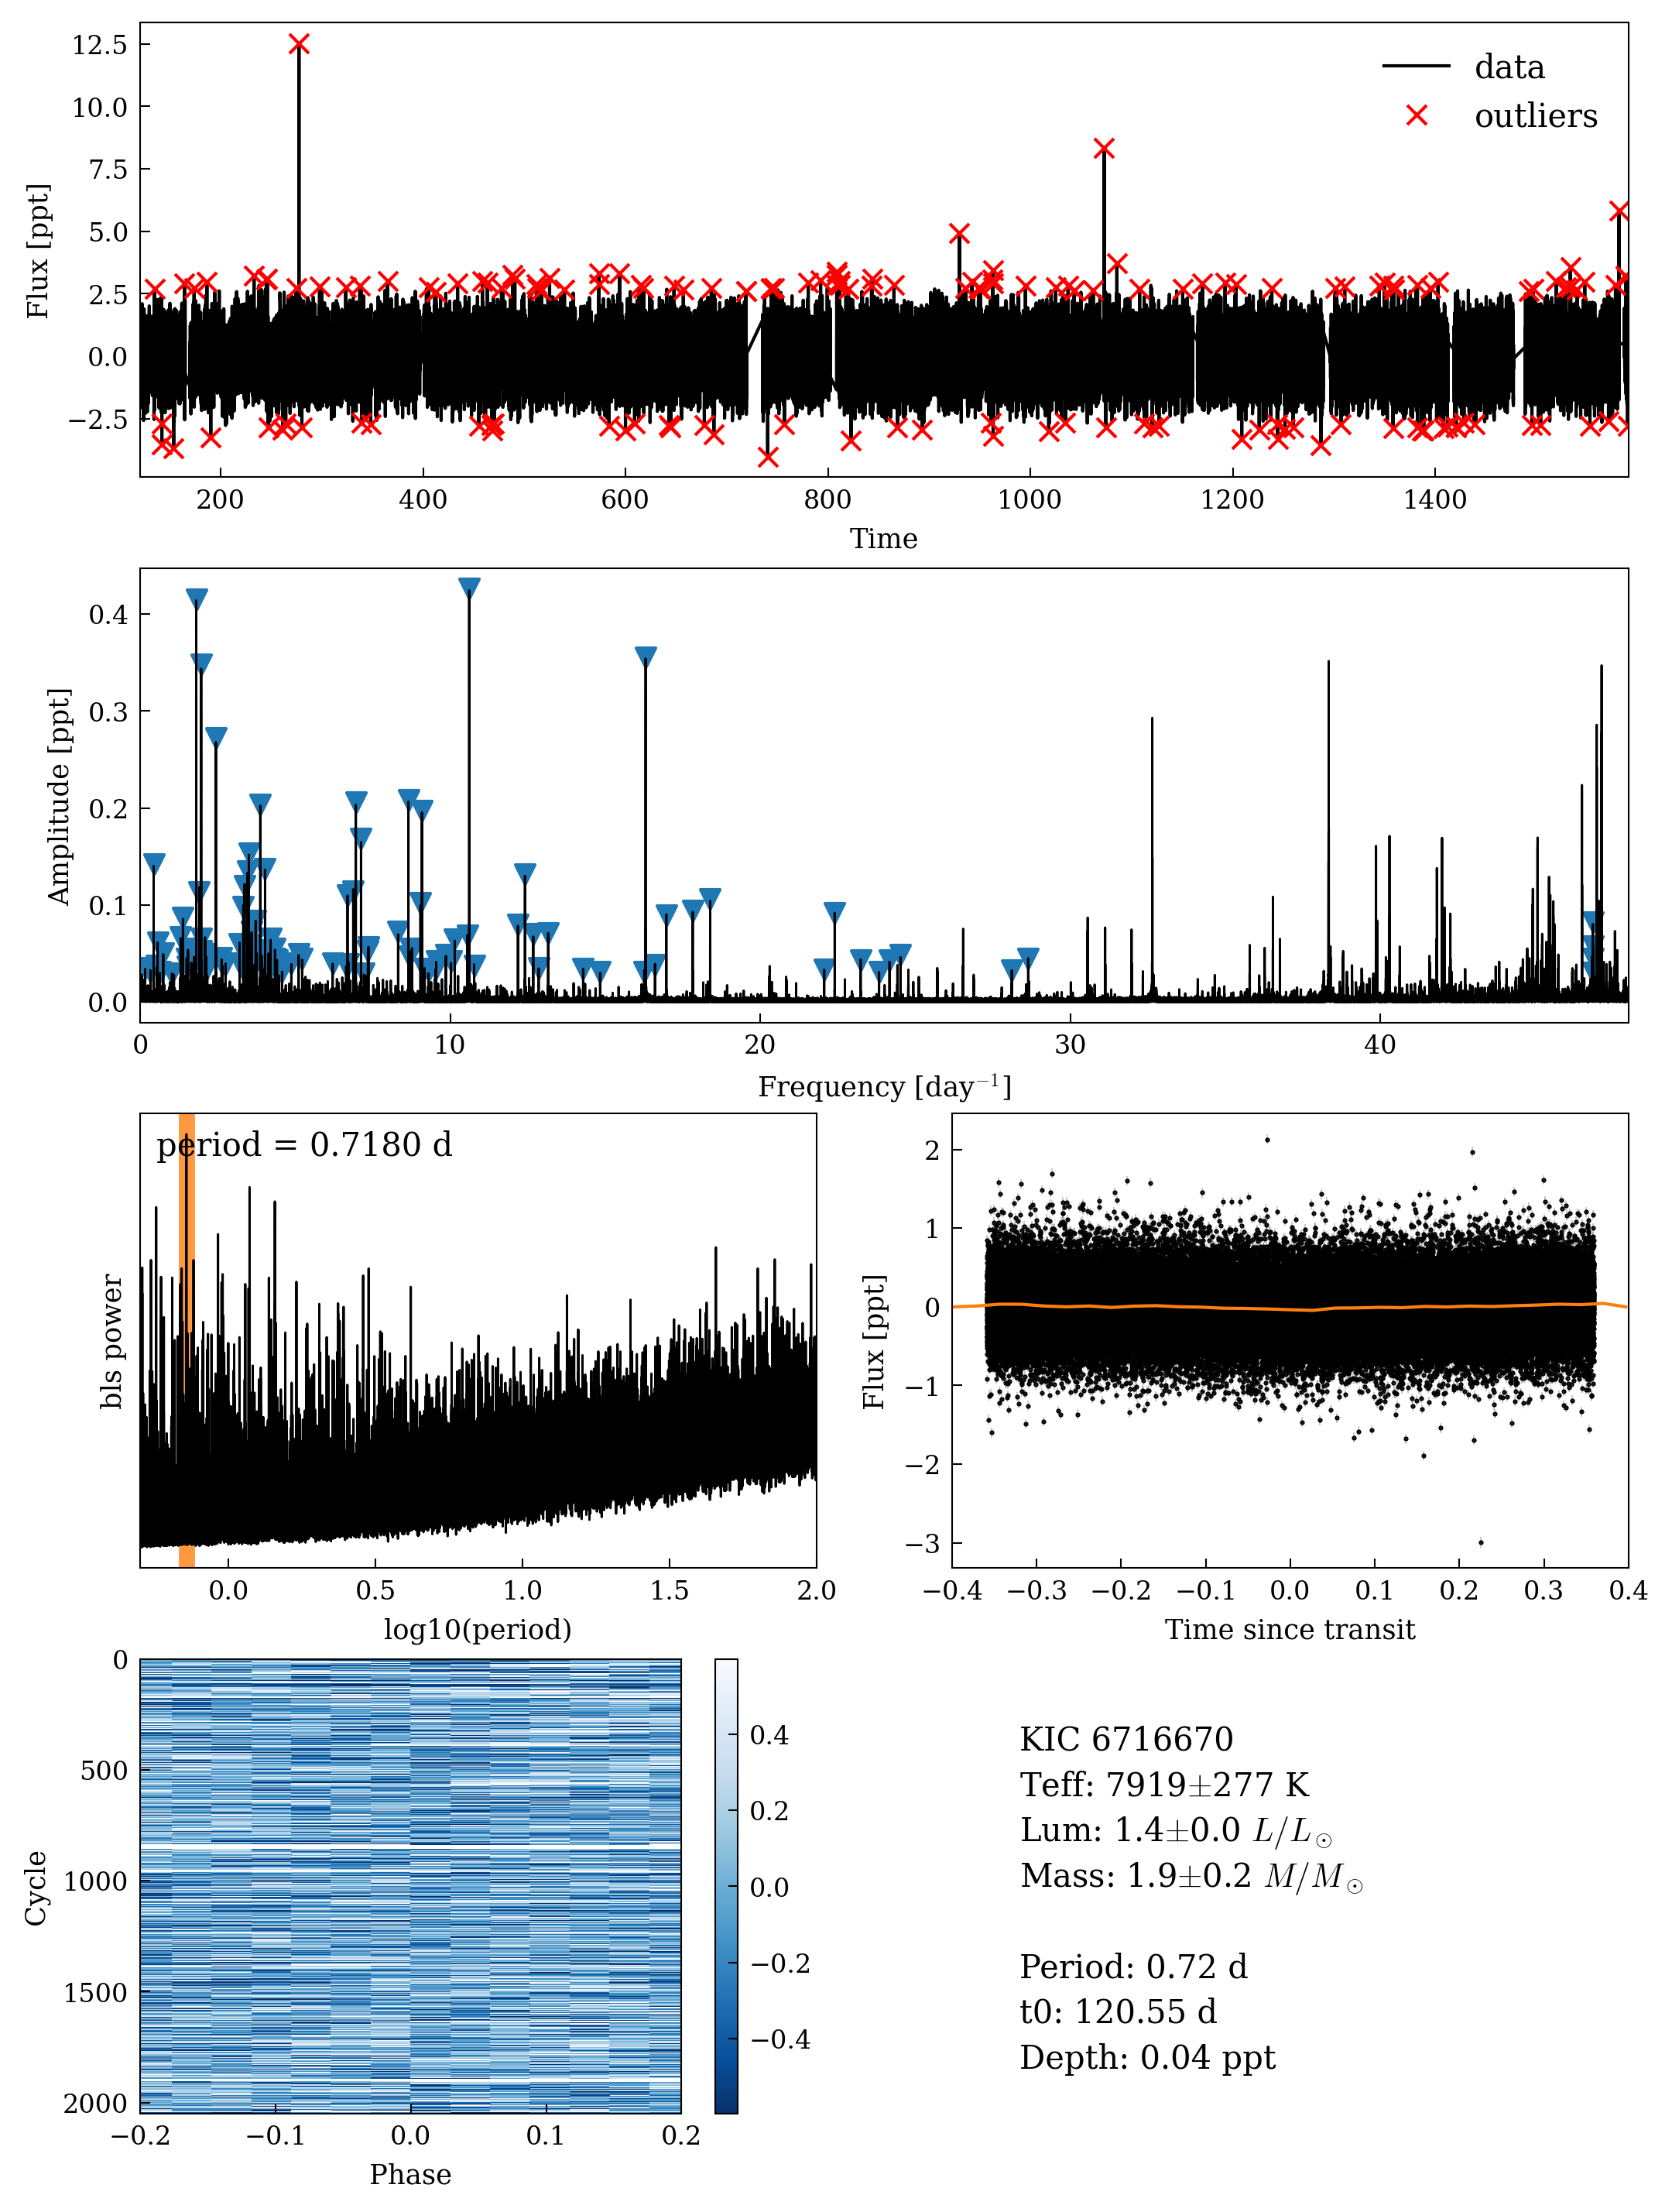 12.5
10.0
7.5
5.0
2.5
0.0
−2.5
Flux [ppt]
data
outliers
200 400 600 800 1000 1200 1400
Time
0.4
0.3
0.2
0.1
0.0
Amplitude [ppt]
0 10 20 30 40
Frequency [day⁻¹]
period = 0.7180 d
bls power
0.0 0.5 1.0 1.5 2.0
log10(period)
2
1
0
−1
−2
−3
Flux [ppt]
−0.4 −0.3 −0.2 −0.1 0.0 0.1 0.2 0.3 0.4
Time since transit
0
500
1000
1500
2000
Cycle
−0.2 −0.1 0.0 0.1 0.2
Phase
0.4
0.2
0.0
−0.2
−0.4
KIC 6716670
Teff: 7919±277 K
Lum: 1.4±0.0 L/L⊙
Mass: 1.9±0.2 M/M⊙
Period: 0.72 d
t0: 120.55 d
Depth: 0.04 ppt